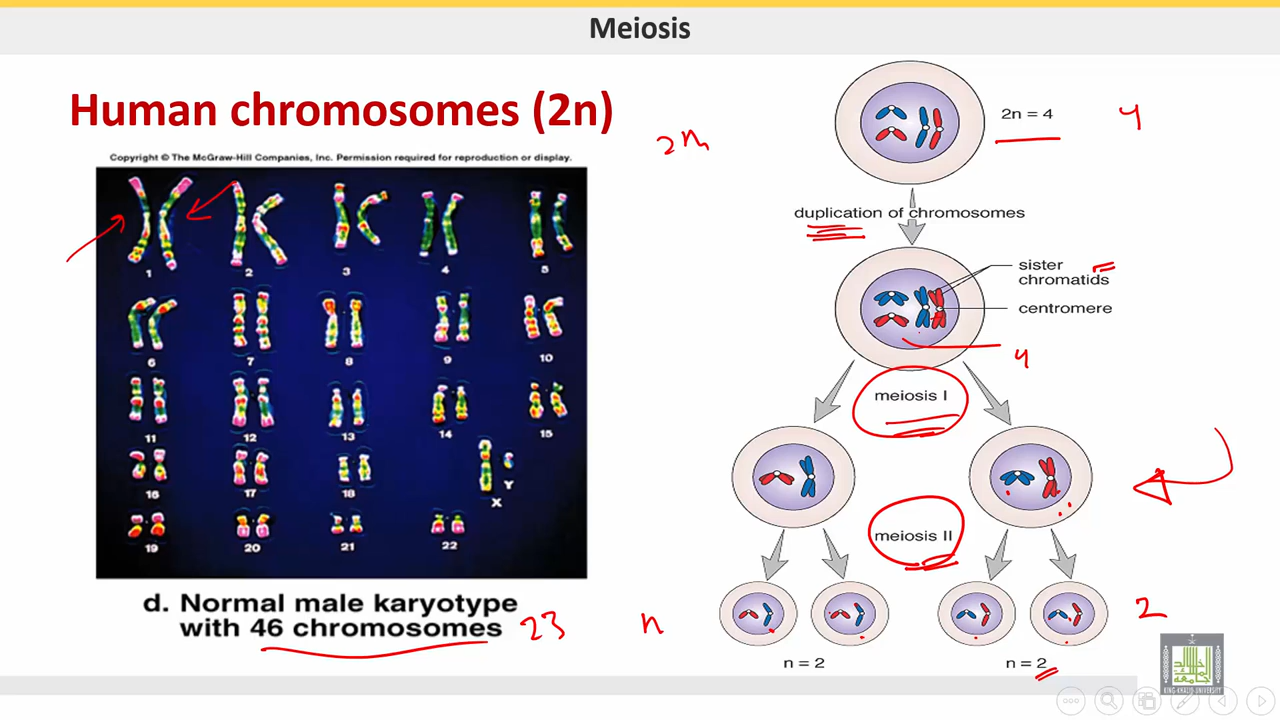 Meiosis
Human chromosomes (2n)
Copyright © The McGraw-Hill Companies, Inc. Permission required for reproduction or display.
1
2
3
4
5
6
7
8
9
10
11
12
13
14
15
16
17
18
X
Y
19
20
21
22
d. Normal male karyotype
with 46 chromosomes
23
2n
n
2n = 4
4
duplication of chromosomes
sister
chromatids
centromere
4
meiosis I
meiosis II
2
n = 2
n = 2
KING KHALID UNIVERSITY